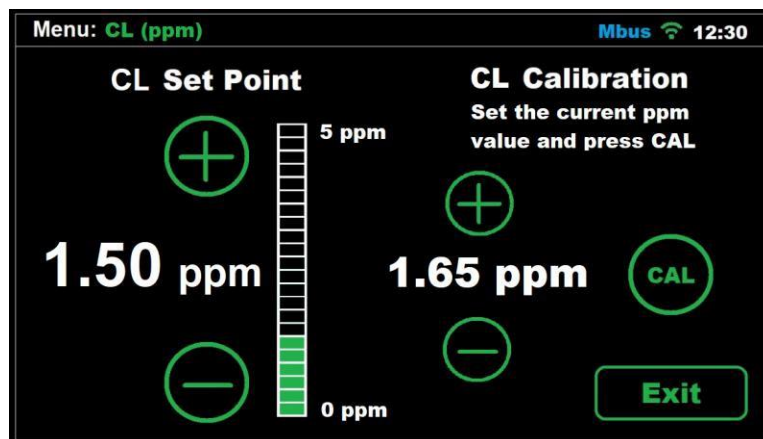 Menu: CL (ppm)
Mbus 12:30
CL Set Point
5 ppm
1.50 ppm
0 ppm
CL Calibration
Set the current ppm
value and press CAL
1.65 ppm
CAL
Exit